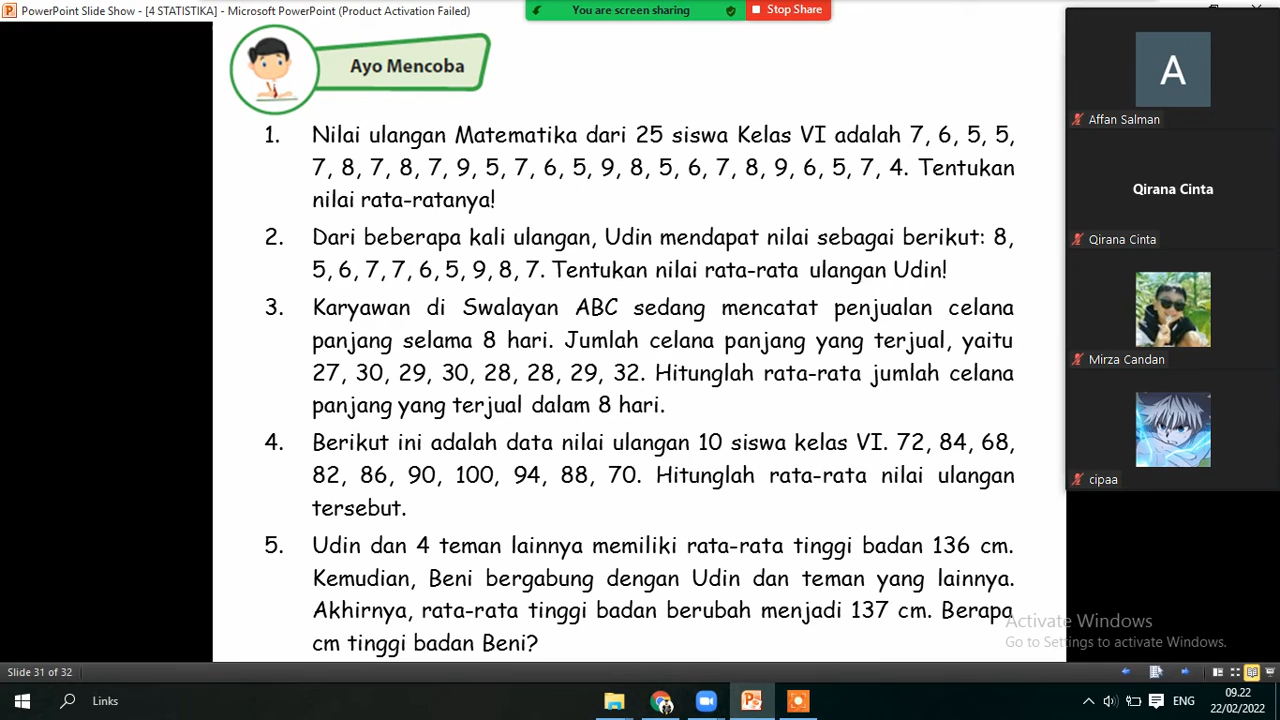 PowerPoint Slide Show - [4 STATISTIKA] - Microsoft PowerPoint (Product Activation Failed)
You are screen sharing
Stop Share
Ayo Mencoba
1. Nilai ulangan Matematika dari 25 siswa Kelas VI adalah 7, 6, 5, 5,
7, 8, 7, 8, 7, 9, 5, 7, 6, 5, 9, 8, 5, 6, 7, 8, 9, 6, 5, 7, 4. Tentukan
nilai rata-ratanya!
2. Dari beberapa kali ulangan, Udin mendapat nilai sebagai berikut: 8,
5, 6, 7, 7, 6, 5, 9, 8, 7. Tentukan nilai rata-rata ulangan Udin!
3. Karyawan di Swalayan ABC sedang mencatat penjualan celana
panjang selama 8 hari. Jumlah celana panjang yang terjual, yaitu
27, 30, 29, 30, 28, 28, 29, 32. Hitunglah rata-rata jumlah celana
panjang yang terjual dalam 8 hari.
4. Berikut ini adalah data nilai ulangan 10 siswa kelas VI. 72, 84, 68,
82, 86, 90, 100, 94, 88, 70. Hitunglah rata-rata nilai ulangan
tersebut.
5. Udin dan 4 teman lainnya memiliki rata-rata tinggi badan 136 cm.
Kemudian, Beni bergabung dengan Udin dan teman yang lainnya.
Akhirnya, rata-rata tinggi badan berubah menjadi 137 cm. Berapa
cm tinggi badan Beni?
A
Affan Salman
Qirana Cinta
Qirana Cinta
Mirza Candan
cipaa
Activate Windows
Go to Settings to activate Windows.
Slide 31 of 32
Links
ENG
09.22
22/02/2022